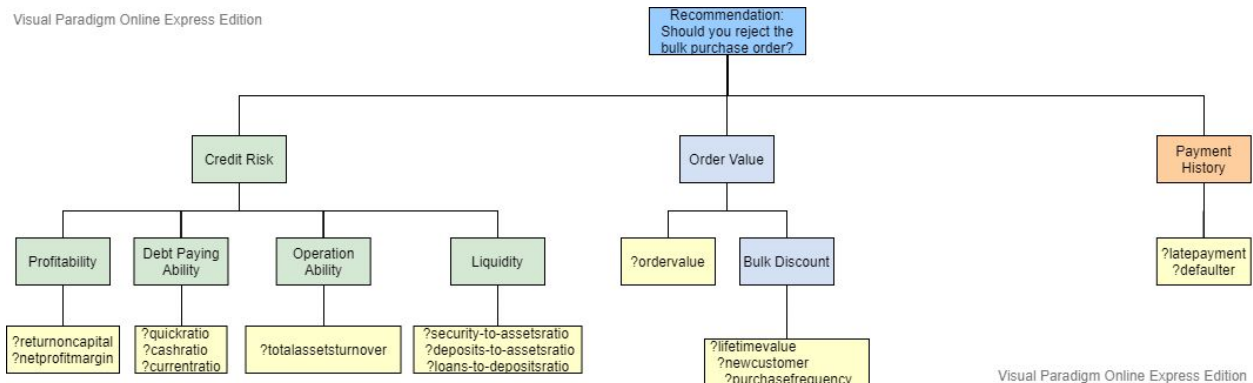 Visual Paradigm Online Express Edition
Recommendation:
Should you reject the
bulk purchase order?
Credit Risk
Order Value
Payment
History
Profitability
Debt Paying
Ability
Operation
Ability
Liquidity
?ordervalue
Bulk Discount
?latepayment
?defaulter
?returnoncapital
?netprofitmargin
?quickratio
?cashratio
?currentratio
?totalassetsturnover
?security-to-assetsratio
?deposits-to-assetsratio
?loans-to-depositsratio
?lifetimevalue
?newcustomer
?purchasefrequency
Visual Paradigm Online Express Edition